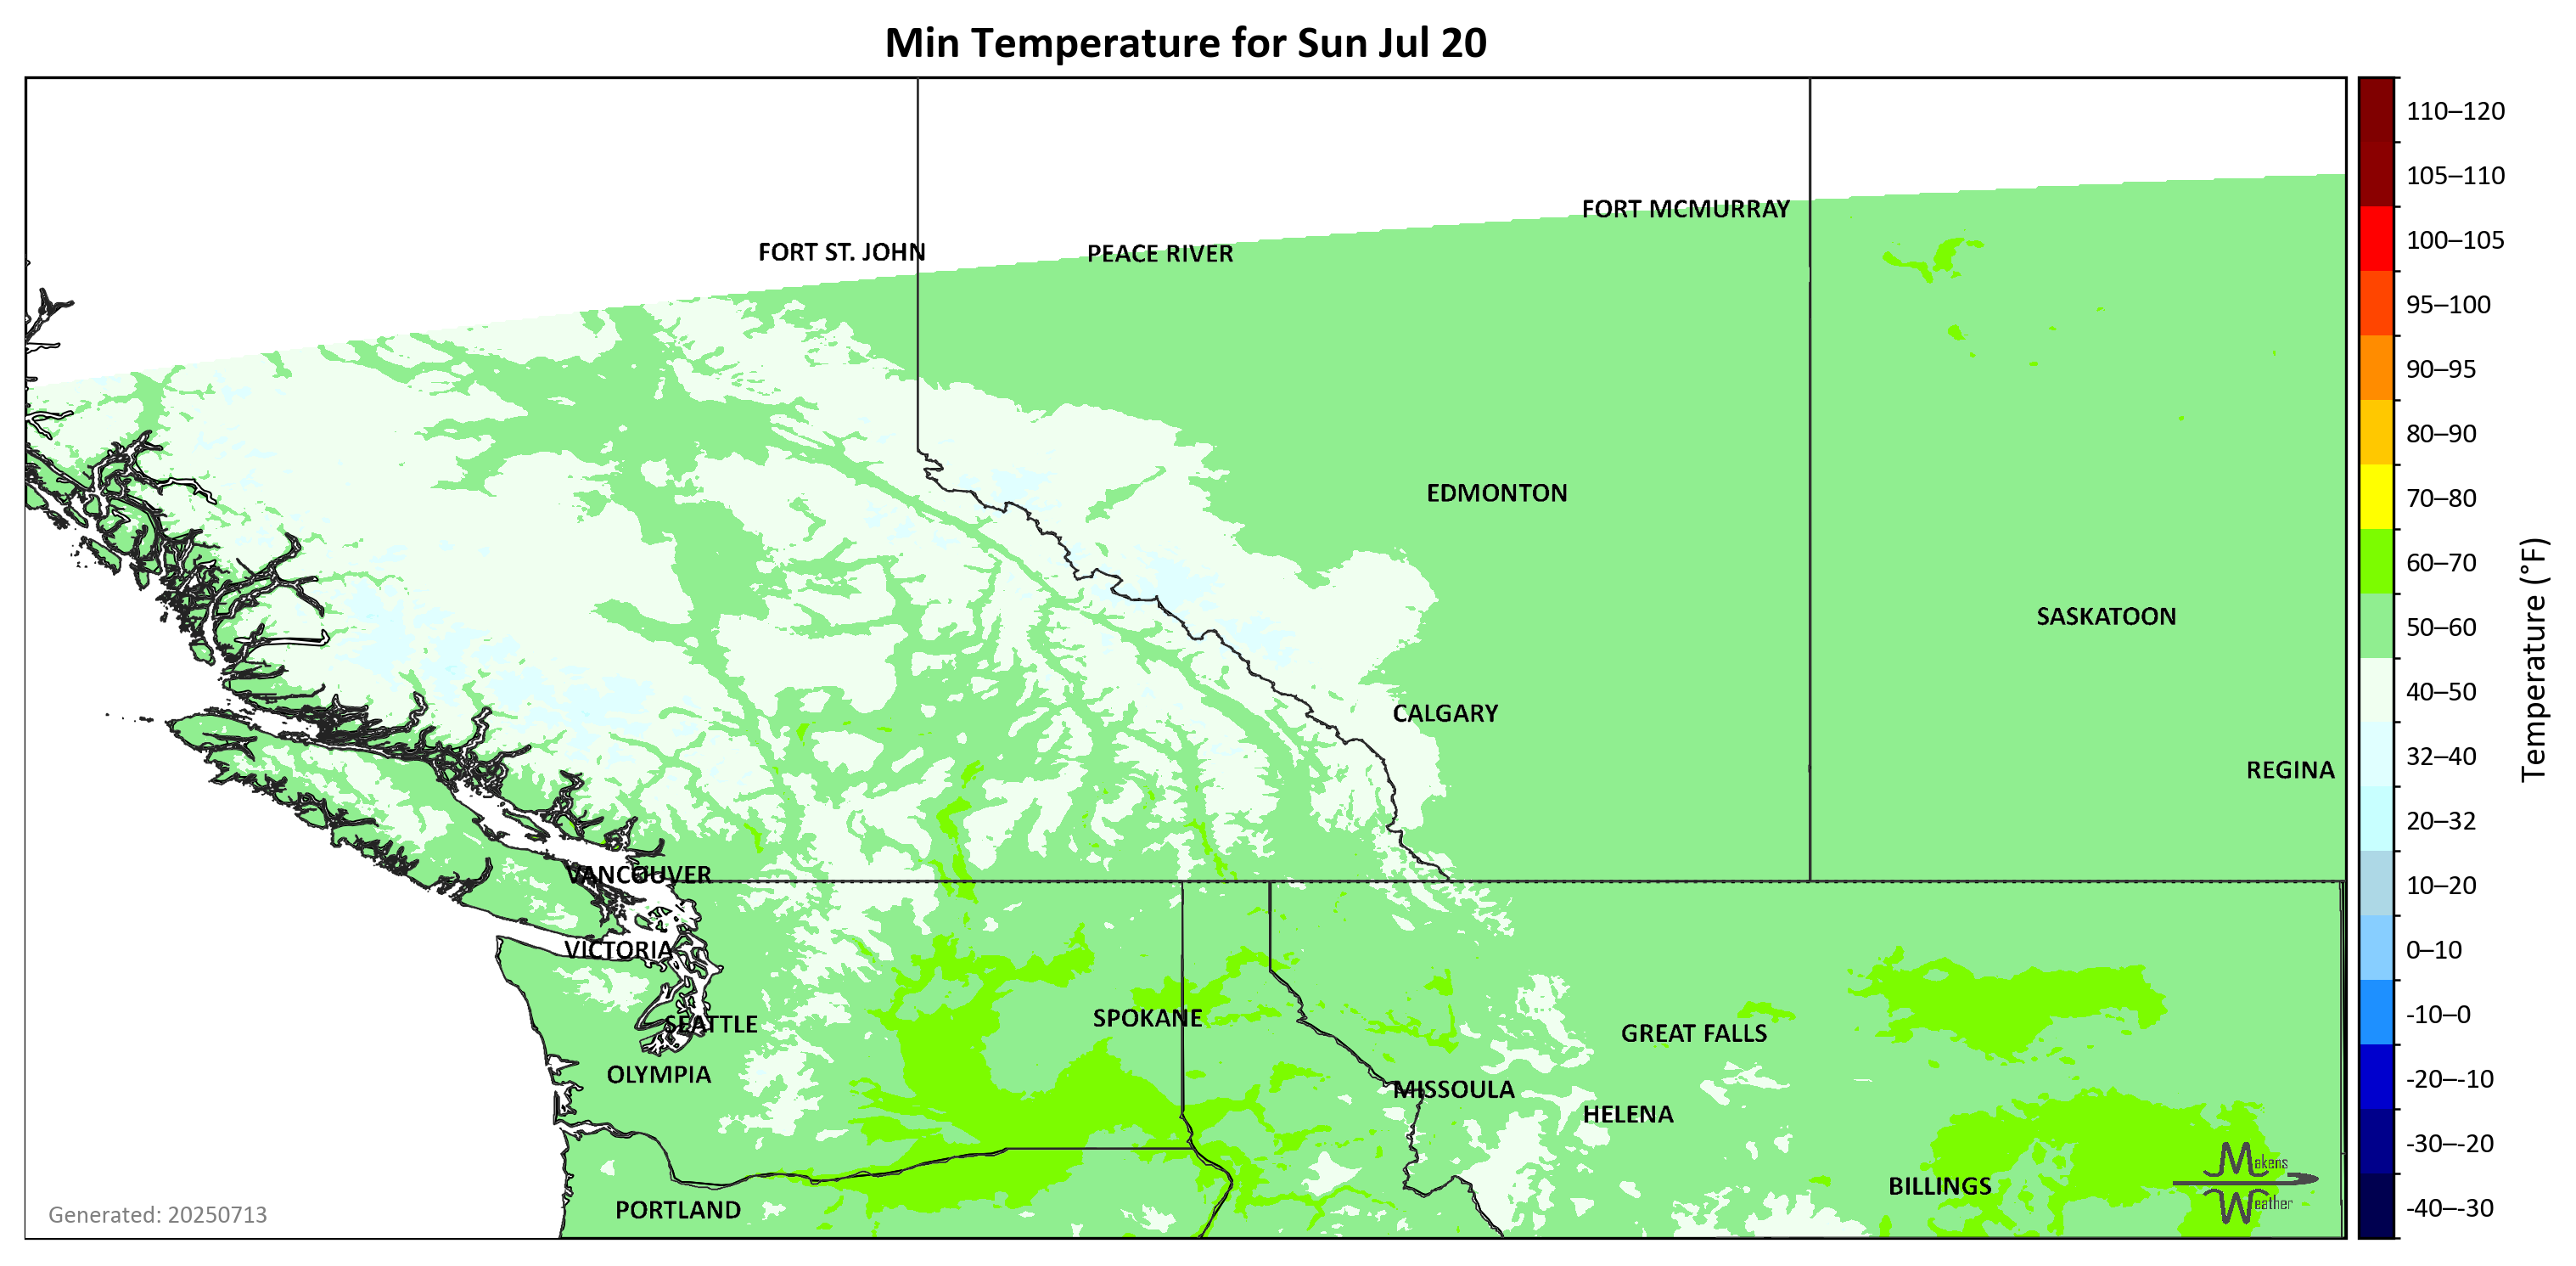 Min Temperature for Sun Jul 20
110–120
105–110
100–105
95–100
90–95
80–90
70–80
60–70
50–60
40–50
32–40
20–32
10–20
0–10
-10–0
-20–-10
-30–-20
-40–-30
Temperature (°F)
FORT MCMURRAY
FORT ST. JOHN
PEACE RIVER
EDMONTON
SASKATOON
CALGARY
REGINA
VANCOUVER
VICTORIA
SPOKANE
SEATTLE
GREAT FALLS
OLYMPIA
MISSOULA
HELENA
BILLINGS
PORTLAND
Makens
Weather
Generated: 20250713